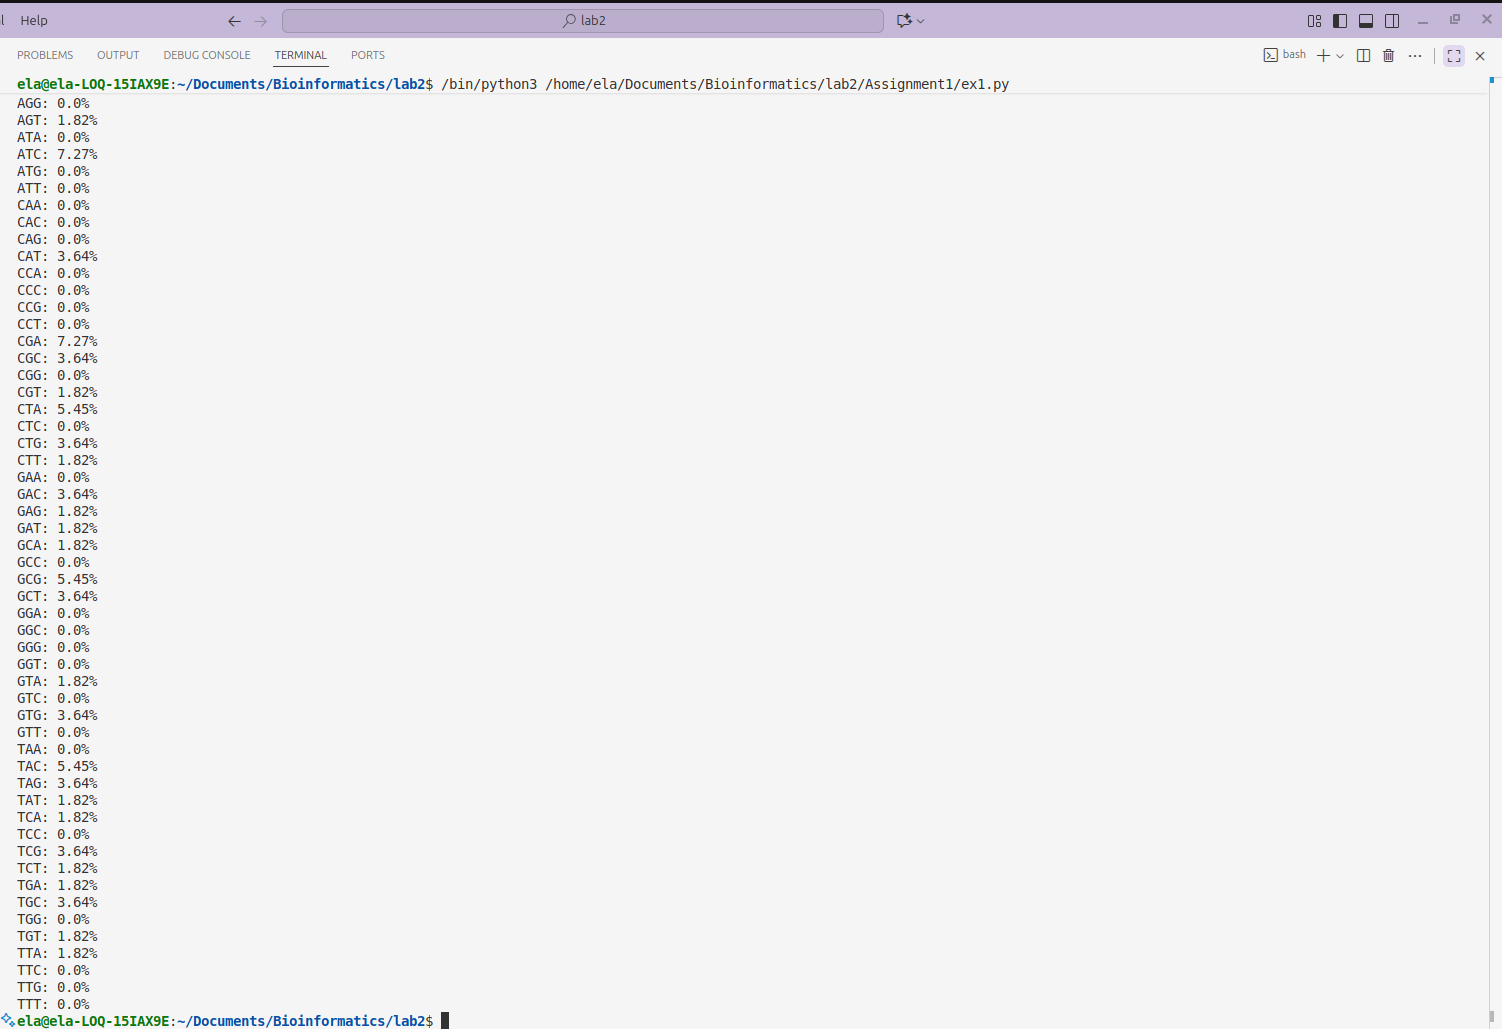 Help
lab2
PROBLEMS OUTPUT DEBUG CONSOLE TERMINAL PORTS
bash
ela@ela-LOQ-15IAX9E:~/Documents/Bioinformatics/lab2$ /bin/python3 /home/ela/Documents/Bioinformatics/lab2/Assignment1/ex1.py
AGG: 0.0%
AGT: 1.82%
ATA: 0.0%
ATC: 7.27%
ATG: 0.0%
ATT: 0.0%
CAA: 0.0%
CAC: 0.0%
CAG: 0.0%
CAT: 3.64%
CCA: 0.0%
CCC: 0.0%
CCG: 0.0%
CCT: 0.0%
CGA: 7.27%
CGC: 3.64%
CGG: 0.0%
CGT: 1.82%
CTA: 5.45%
CTC: 0.0%
CTG: 3.64%
CTT: 1.82%
GAA: 0.0%
GAC: 3.64%
GAG: 1.82%
GAT: 1.82%
GCA: 1.82%
GCC: 0.0%
GCG: 5.45%
GCT: 3.64%
GGA: 0.0%
GGC: 0.0%
GGG: 0.0%
GGT: 0.0%
GTA: 1.82%
GTC: 0.0%
GTG: 3.64%
GTT: 0.0%
TAA: 0.0%
TAC: 5.45%
TAG: 3.64%
TAT: 1.82%
TCA: 1.82%
TCC: 0.0%
TCG: 3.64%
TCT: 1.82%
TGA: 1.82%
TGC: 3.64%
TGG: 0.0%
TGT: 1.82%
TTA: 1.82%
TTC: 0.0%
TTG: 0.0%
TTT: 0.0%
ela@ela-LOQ-15IAX9E:~/Documents/Bioinformatics/lab2$